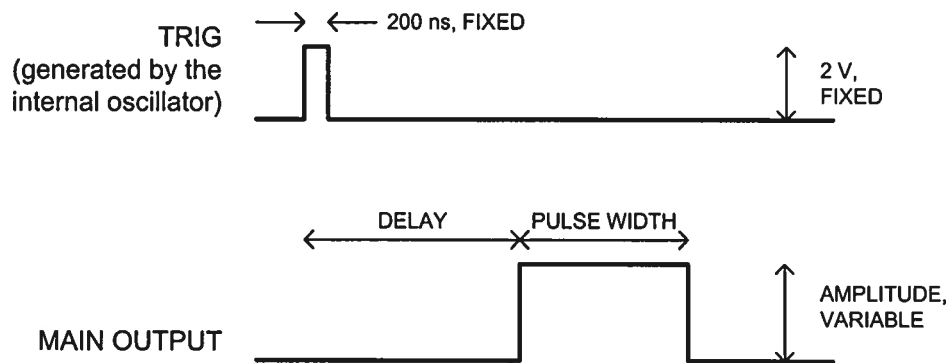 200 ns, FIXED
TRIG
(generated by the
internal oscillator)
2 V,
FIXED
DELAY
PULSE WIDTH
AMPLITUDE,
VARIABLE
MAIN OUTPUT